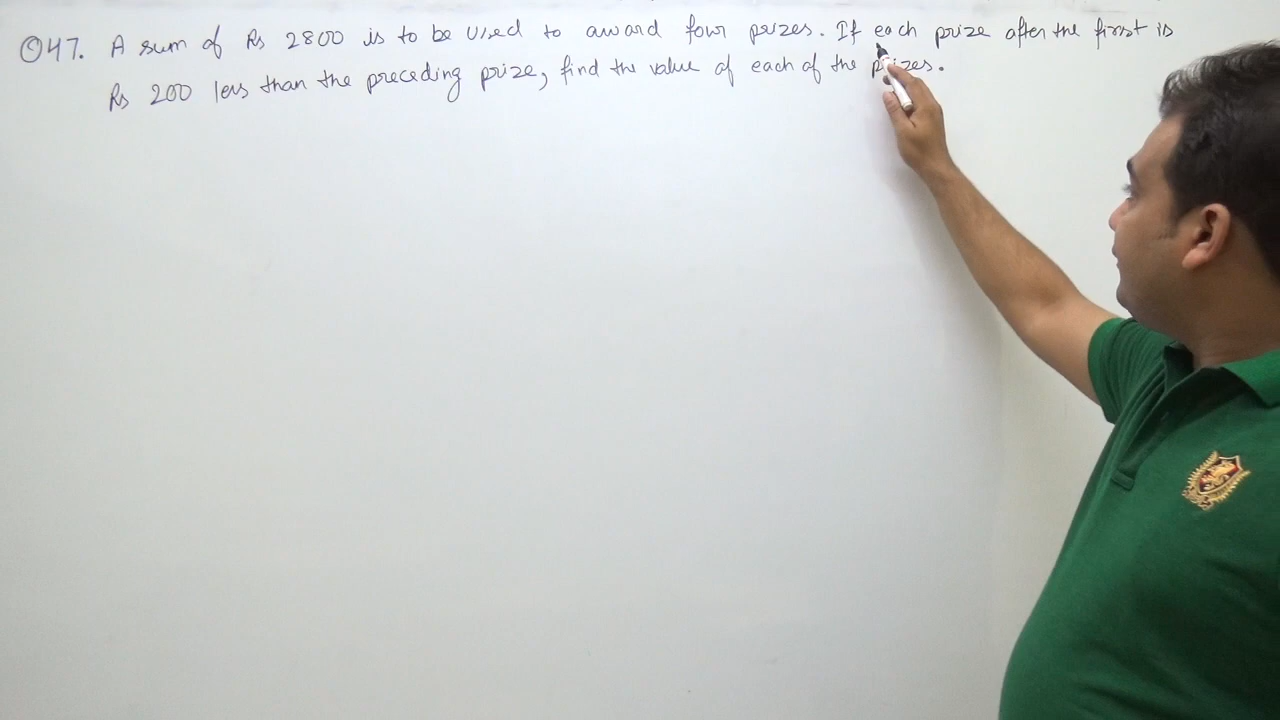 Q47. A sum of Rs 2800 is to be used to award four prizes. If each prize after the first is
Rs 200 less than the preceding prize, find the value of each of the prizes.